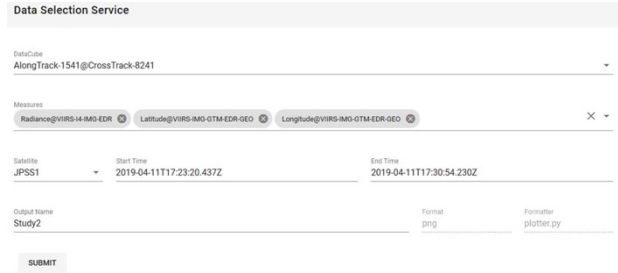 Data Selection Service
DataCube
AlongTrack-1541@CrossTrack-8241
Measures
Radiance@VIIRS-I4-IMG-EDR Latitude@VIIRS-IMG-GTM-EDR-GEO Longitude@VIIRS-IMG-GTM-EDR-GEO
Satellite Start Time End Time
JPSS1 2019-04-11T17:23:20.437Z 2019-04-11T17:30:54.230Z
Output Name Format Formatter
Study2 png plotter.py
SUBMIT